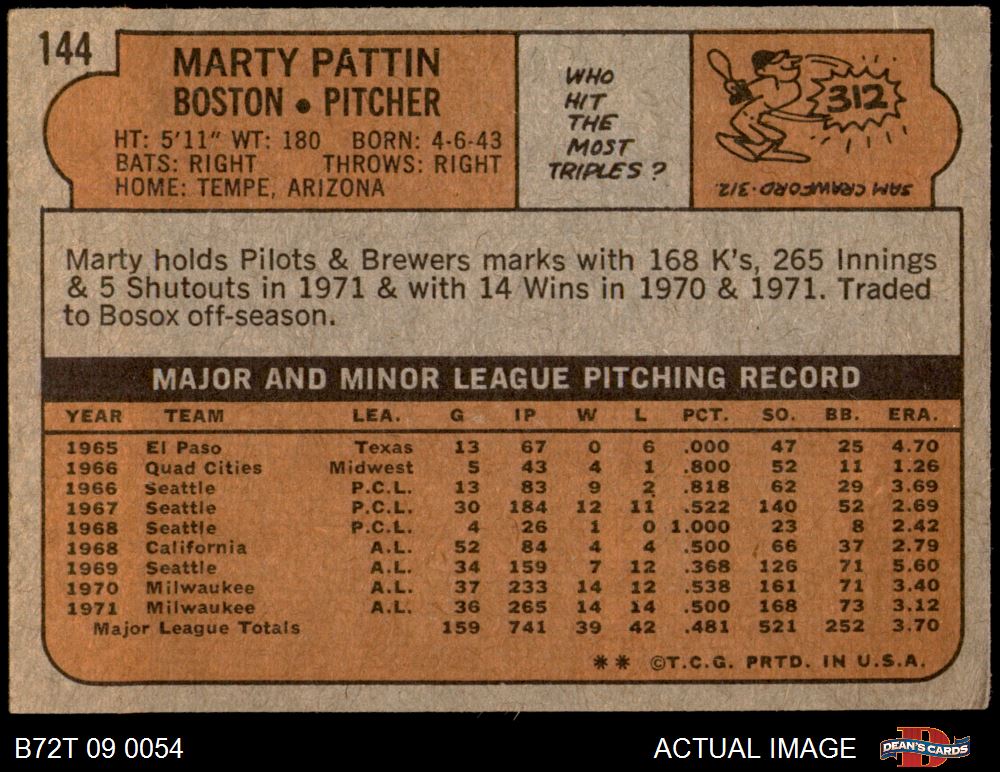 144
MARTY PATTIN
BOSTON • PITCHER
HT: 5'11" WT: 180 BORN: 4-6-43
BATS: RIGHT THROWS: RIGHT
HOME: TEMPE, ARIZONA
WHO
HIT
THE
MOST
TRIPLES?
312
SAM CRAWFORD-312.
Marty holds Pilots & Brewers marks with 168 K's, 265 Innings
& 5 Shutouts in 1971 & with 14 Wins in 1970 & 1971. Traded
to Bosox off-season.
MAJOR AND MINOR LEAGUE PITCHING RECORD
YEAR TEAM LEA. G IP W L PCT. SO. BB. ERA.
1965 El Paso Texas 13 67 0 6 .000 47 25 4.70
1966 Quad Cities Midwest 5 43 4 1 .800 52 11 1.26
1966 Seattle P.C.L. 13 83 9 2 .818 62 29 3.69
1967 Seattle P.C.L. 30 184 12 11 .522 140 52 2.69
1968 Seattle P.C.L. 4 26 1 0 1.000 23 8 2.42
1968 California A.L. 52 84 4 4 .500 66 37 2.79
1969 Seattle A.L. 34 159 7 12 .368 126 71 5.60
1970 Milwaukee A.L. 37 233 14 12 .538 161 71 3.40
1971 Milwaukee A.L. 36 265 14 14 .500 168 73 3.12
Major League Totals 159 741 39 42 .481 521 252 3.70
** ©T.C.G. PRTD. IN U.S.A.
B72T 09 0054
ACTUAL IMAGE
D
DEAN'S CARDS